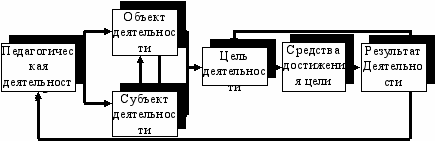 Объект
деятельнос
ти
Педагогичес
кая
деятельност
Субъект
деятельнос
ти
Цель
деятельнос
ти
Средства
достижени
я цели
Результат
Деятельно
сти